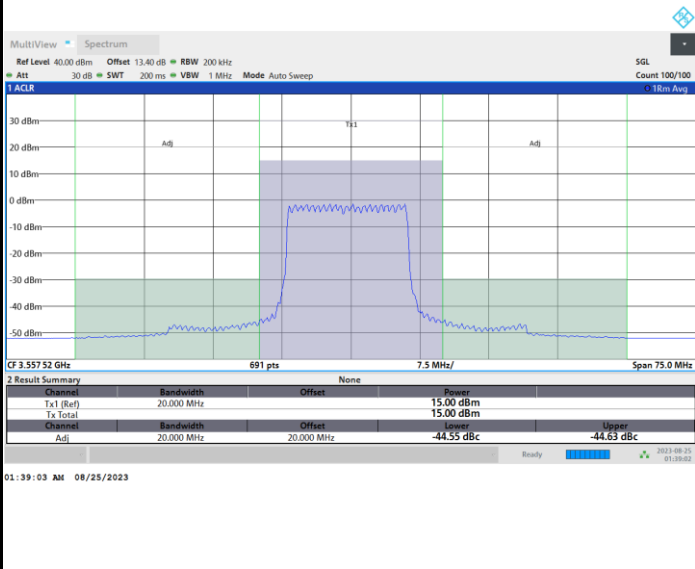 MultiView Spectrum
Ref Level 40.00 dBm Offset 13.40 dB RBW 200 kHz SGL
Att 30 dB SWT 200 ms VBW 1 MHz Mode Auto Sweep Count 100/100
1 ACLR 1Rm Avg
30 dBm
Tx1
20 dBm Adj Adj
10 dBm
0 dBm
-10 dBm
-20 dBm
-30 dBm
-40 dBm
-50 dBm
CF 3.557 52 GHz 691 pts 7.5 MHz/ Span 75.0 MHz
2 Result Summary None
Channel Bandwidth Offset Power
Tx1 (Ref) 20.000 MHz 15.00 dBm
Tx Total 15.00 dBm
Channel Bandwidth Offset Lower Upper
Adj 20.000 MHz 20.000 MHz -44.55 dBc -44.63 dBc
Ready 2023-08-25
01:39:02
01:39:03 AM 08/25/2023